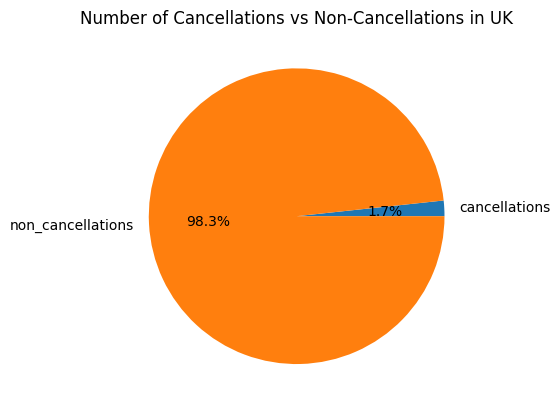 Number of Cancellations vs Non-Cancellations in UK
cancellations
1.7%
98.3%
non_cancellations